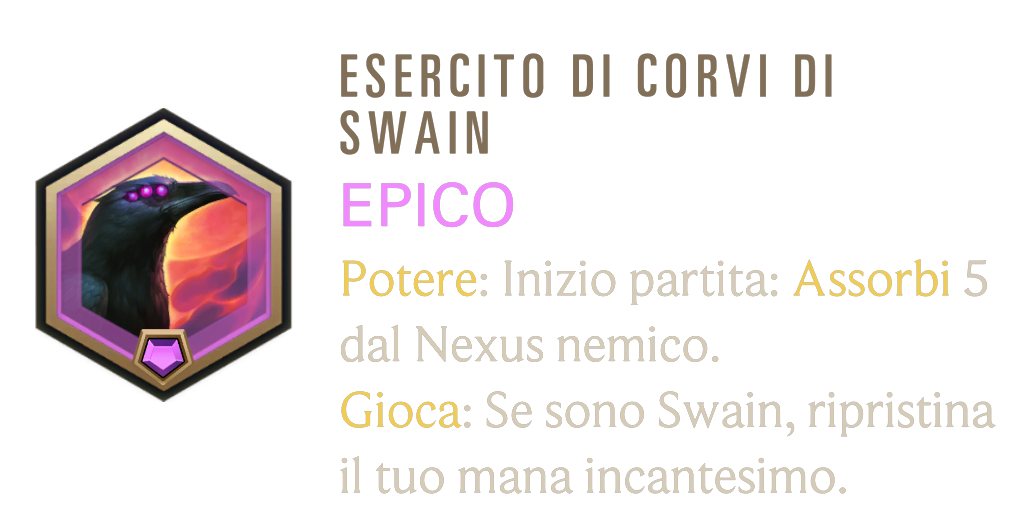 ESERCITO DI CORVI DI
SWAIN
EPICO
Potere: Inizio partita: Assorbi 5
dal Nexus nemico.
Gioca: Se sono Swain, ripristina
il tuo mana incantesimo.